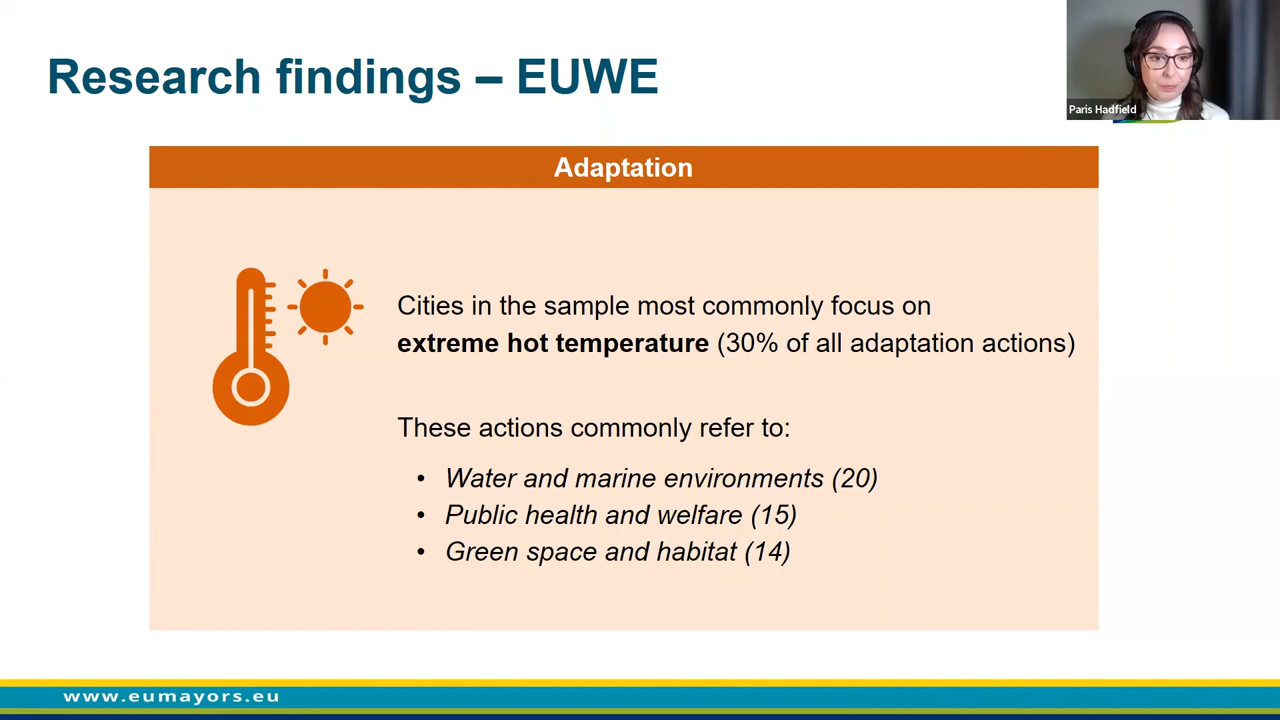 Research findings – EUWE
Paris Hadfield
Adaptation
Cities in the sample most commonly focus on
extreme hot temperature (30% of all adaptation actions)
These actions commonly refer to:
• Water and marine environments (20)
• Public health and welfare (15)
• Green space and habitat (14)
www.eumayors.eu